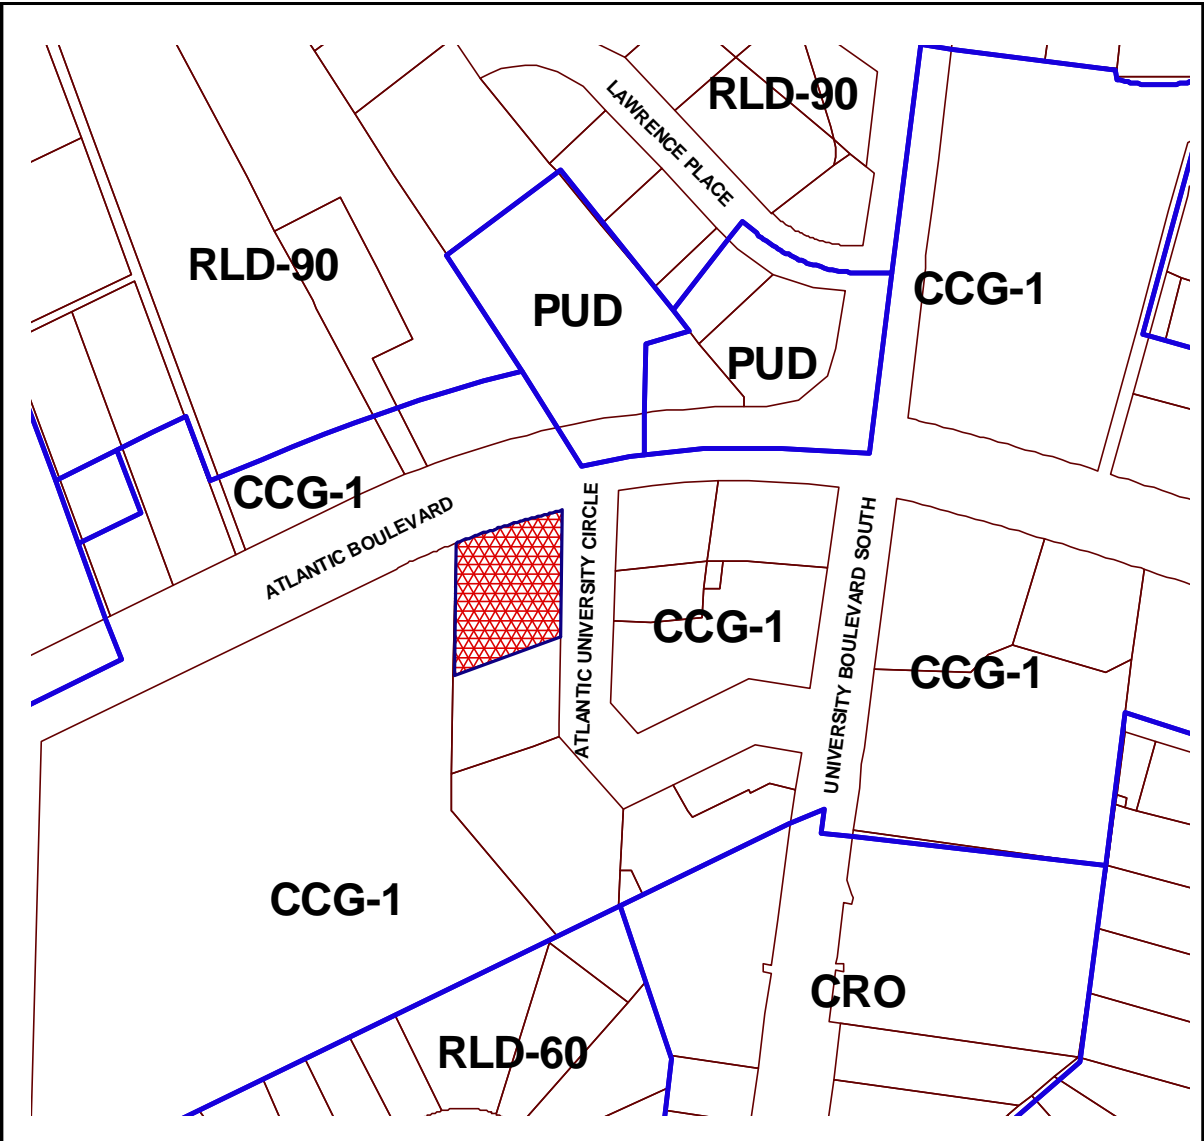 RLD-90
LAWRENCE PLACE
RLD-90
CCG-1
PUD
PUD
CCG-1
ATLANTIC BOULEVARD
ATLANTIC UNIVERSITY CIRCLE
UNIVERSITY BOULEVARD SOUTH
CCG-1
CCG-1
CCG-1
CRO
RLD-60